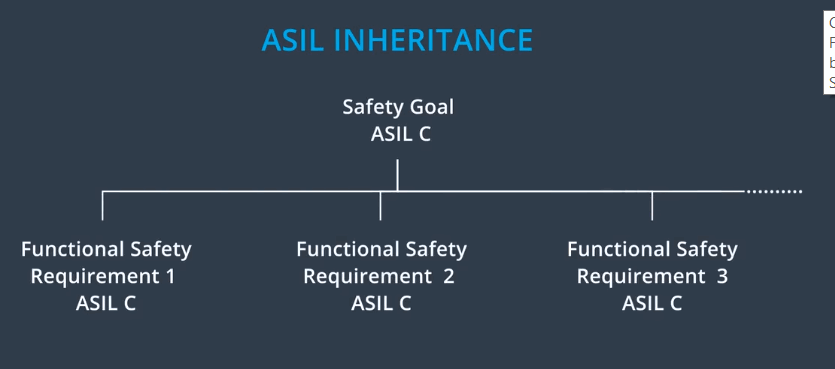 ASIL INHERITANCE
Safety Goal
ASIL C
Functional Safety
Requirement 1
ASIL C
Functional Safety
Requirement 2
ASIL C
Functional Safety
Requirement 3
ASIL C